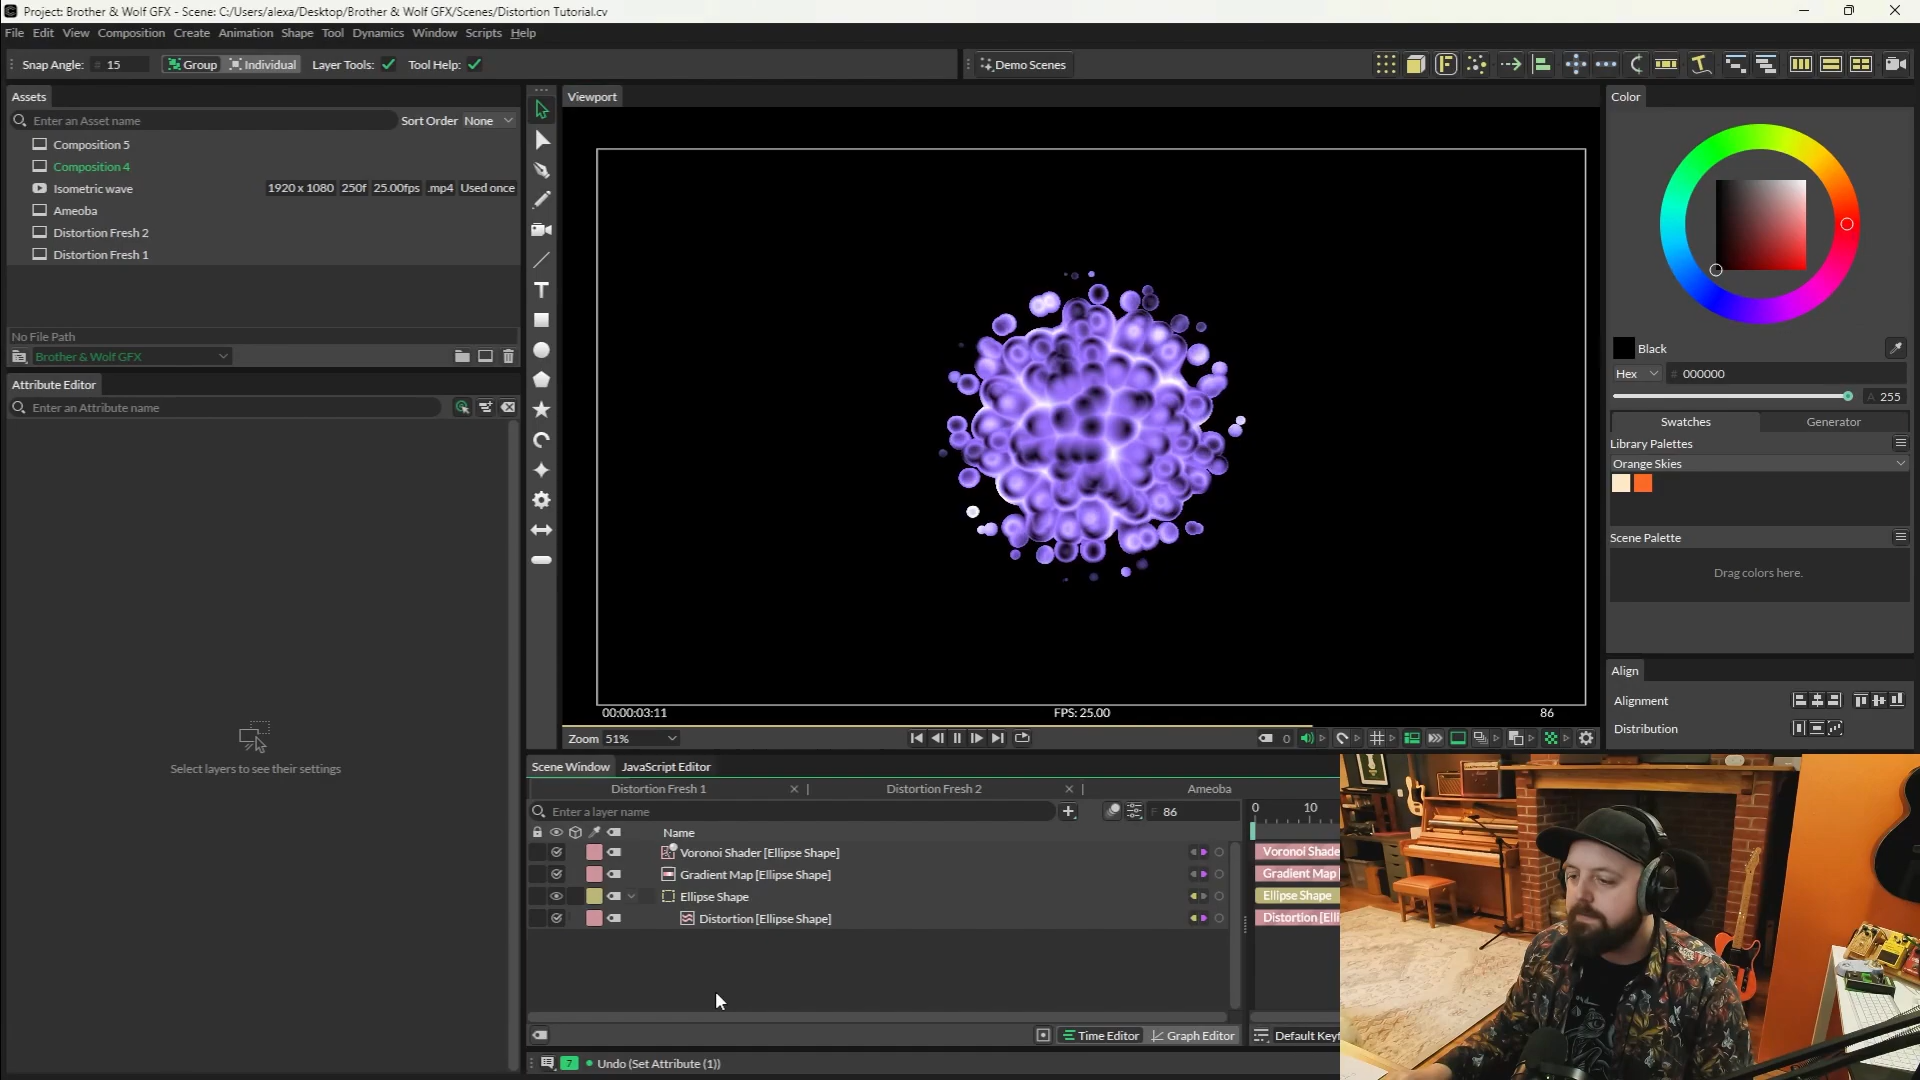 Project: Brother & Wolf GFX - Scene: C:/Users/alexa/Desktop/Brother & Wolf GFX/Scenes/Distortion Tutorial.cv
File Edit View Composition Create Animation Shape Tool Dynamics Window Scripts Help
Snap Angle: 15 Group Individual Layer Tools: Tool Help: Demo Scenes
Assets
Enter an Asset name Sort Order None
Composition 5
Composition 4
Isometric wave 1920 x 1080 250f 25.00fps .mp4 Used once
Ameoba
Distortion Fresh 2
Distortion Fresh 1
No File Path
Brother & Wolf GFX
Attribute Editor
Enter an Attribute name
Select layers to see their settings
Viewport
00:00:03:11 FPS: 25.00 86
Zoom 51% 0
Scene Window JavaScript Editor
Distortion Fresh 1 Distortion Fresh 2 Ameoba
Enter a layer name F 86 0 10
Name
Voronoi Shader [Ellipse Shape] Voronoi Shade
Gradient Map [Ellipse Shape] Gradient Map
Ellipse Shape Ellipse Shape
Distortion [Ellipse Shape] Distortion [Elli
Time Editor Graph Editor Default Keyf
7 Undo (Set Attribute (1))
Color
Black
Hex # 000000
A 255
Swatches Generator
Library Palettes
Orange Skies
Scene Palette
Drag colors here.
Align
Alignment
Distribution